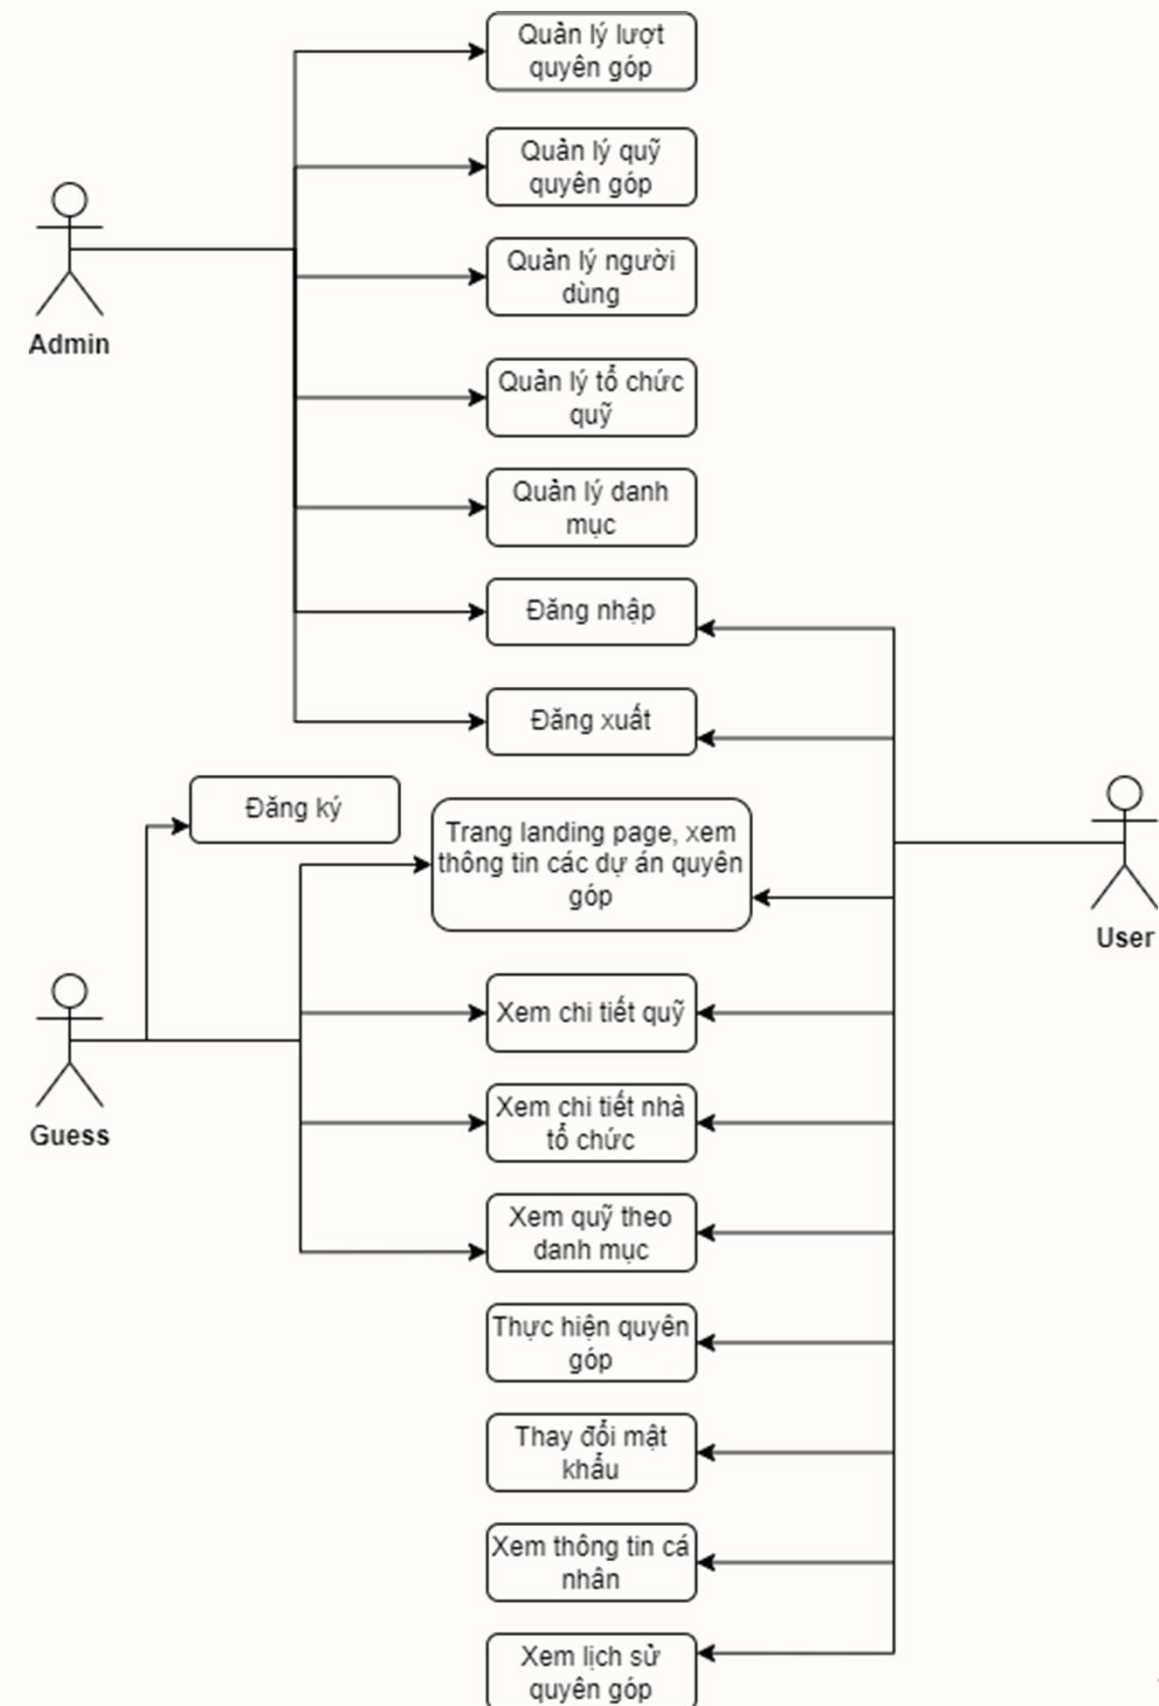 Quản lý lượt
quyên góp
Quản lý quỹ
quyên góp
Quản lý người
dùng
Admin
Quản lý tổ chức
quỹ
Quản lý danh
mục
Đăng nhập
Đăng xuất
Đăng ký
Trang landing page, xem
thông tin các dự án quyên
góp
User
Xem chi tiết quỹ
Guess
Xem chi tiết nhà
tổ chức
Xem quỹ theo
danh mục
Thực hiện quyên
góp
Thay đổi mật
khẩu
Xem thông tin cá
nhân
Xem lịch sử
quyên góp